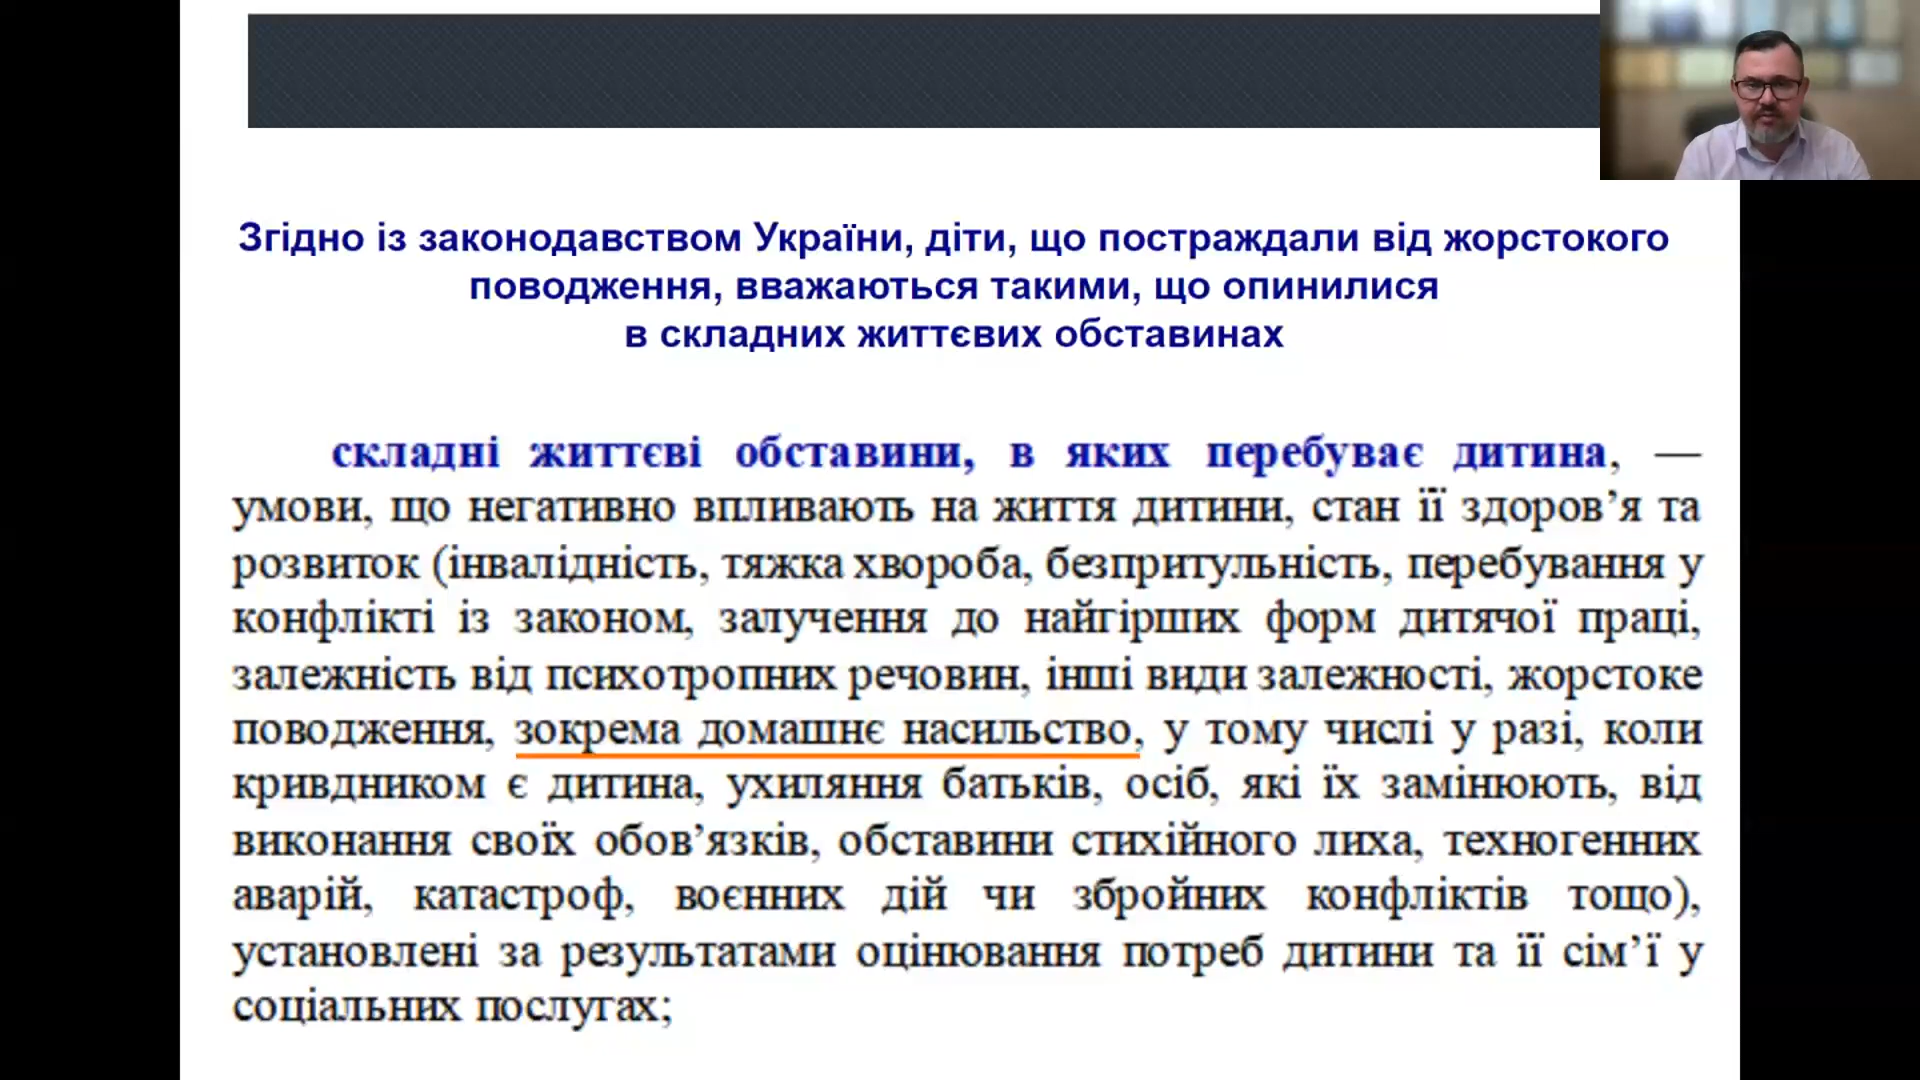 Згідно із законодавством України, діти, що постраждали від жорстокого
поводження, вважаються такими, що опинилися
в складних життєвих обставинах
складні життєві обставини, в яких перебуває дитина, —
умови, що негативно впливають на життя дитини, стан її здоров’я та
розвиток (інвалідність, тяжка хвороба, безпритульність, перебування у
конфлікті із законом, залучення до найгірших форм дитячої праці,
залежність від психотропних речовин, інші види залежності, жорстоке
поводження, зокрема домашнє насильство, у тому числі у разі, коли
кривдником є дитина, ухиляння батьків, осіб, які їх замінюють, від
виконання своїх обов’язків, обставини стихійного лиха, техногенних
аварій, катастроф, воєнних дій чи збройних конфліктів тощо),
установлені за результатами оцінювання потреб дитини та її сім’ї у
соціальних послугах;